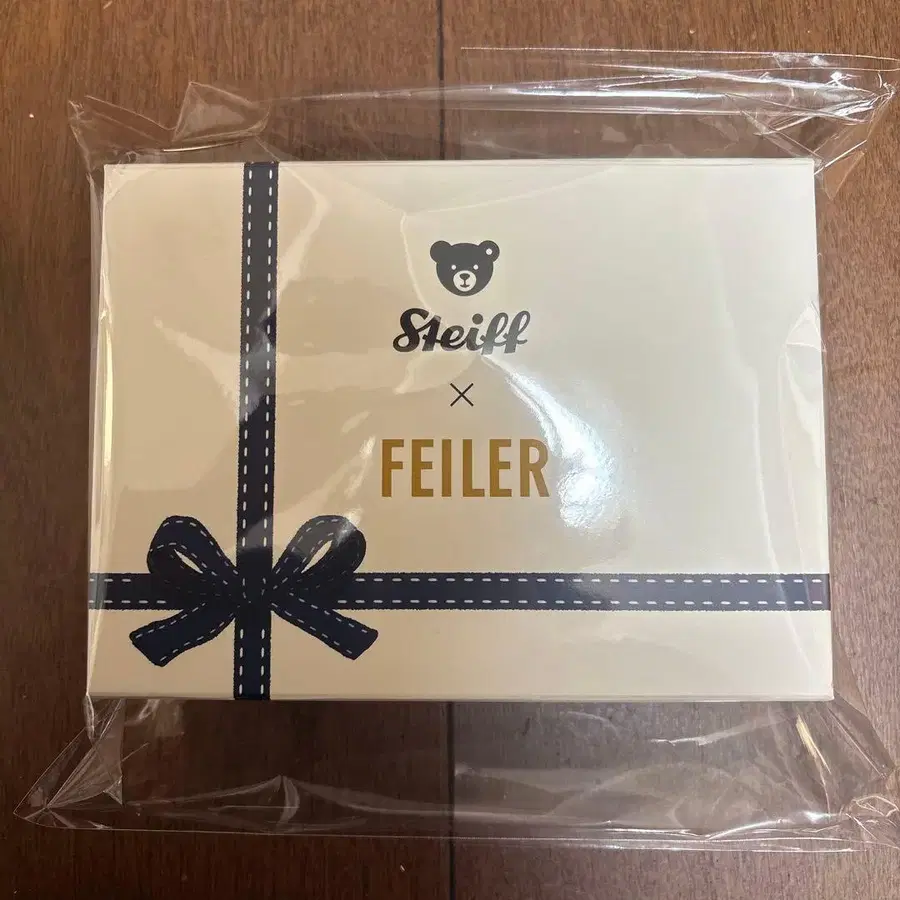 Steiff
×
FEILER